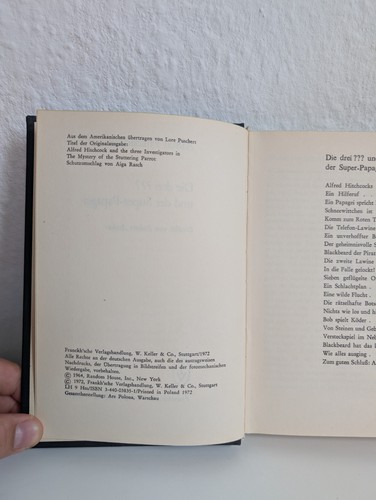 Aus dem Amerikanischen übertragen von Leo Puschert
Titel der Originalausgabe:
Alfred Hitchcock and the three Investigators in
The Mystery of the Stuttering Parrot
Schutzumschlag von Aiga Rasch
Franckh'sche Verlagshandlung, W. Keller & Co., Stuttgart/1972
Alle Rechte an der deutschen Ausgabe, auch die des auszugsweisen
Nachdrucks, der Übertragung in Bildstreifen und der fotomechanischen
Wiedergabe, vorbehalten.
© 1964, Random House, Inc., New York
© 1972, Franckh'sche Verlagshandlung, W. Keller & Co., Stuttgart
LH 9 Hm/ISBN 3-440-03835-1/Printed in Poland 1972
Gesamtherstellung: Ars Polona, Warschau
Die drei ??? un
der Super-Papag
Alfred Hitchcocks
Ein Hilferuf .
Ein Papagei spricht
Schneewittchen ist
Komm zum Roten T
Die Telefon-Lawine
Ein unverhoffter B
Der geheimnisvolle S
Blackbeard der Pirat
Die zweite Lawine
In die Falle gelockt!
Sieben geflügelte O
Ein Schlachtplan .
Eine wilde Flucht .
Die rätselhafte Bots
Nichts wie los und hi
Bob spielt Köder .
Von Steinen und Geb
Versteckspiel im Neb
Blackbeard hat das l
Wie alles ausging .
Zum guten Schluß: A